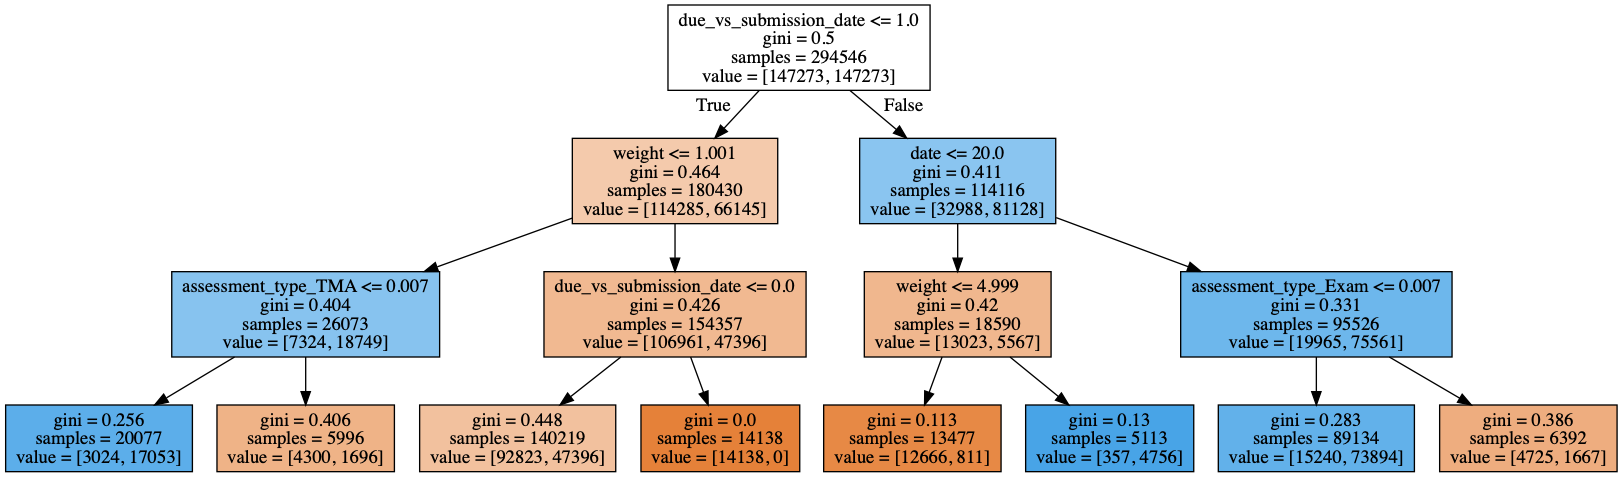 due_vs_submission_date <= 1.0
gini = 0.5
samples = 294546
value = [147273, 147273]
True
False
weight <= 1.001
gini = 0.464
samples = 180430
value = [114285, 66145]
date <= 20.0
gini = 0.411
samples = 114116
value = [32988, 81128]
assessment_type_TMA <= 0.007
gini = 0.404
samples = 26073
value = [7324, 18749]
due_vs_submission_date <= 0.0
gini = 0.426
samples = 154357
value = [106961, 47396]
weight <= 4.999
gini = 0.42
samples = 18590
value = [13023, 5567]
assessment_type_Exam <= 0.007
gini = 0.331
samples = 95526
value = [19965, 75561]
gini = 0.256
samples = 20077
value = [3024, 17053]
gini = 0.406
samples = 5996
value = [4300, 1696]
gini = 0.448
samples = 140219
value = [92823, 47396]
gini = 0.0
samples = 14138
value = [14138, 0]
gini = 0.113
samples = 13477
value = [12666, 811]
gini = 0.13
samples = 5113
value = [357, 4756]
gini = 0.283
samples = 89134
value = [15240, 73894]
gini = 0.386
samples = 6392
value = [4725, 1667]